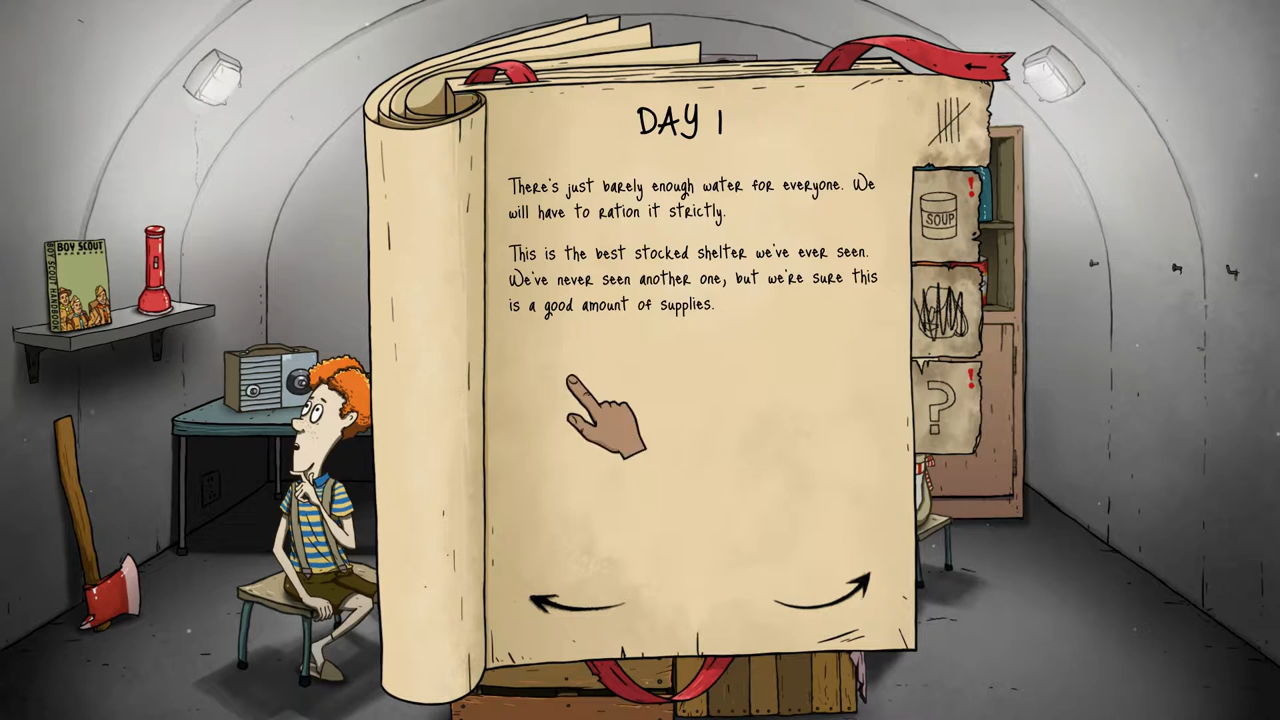 DAY 1
There's just barely enough water for everyone. We
will have to ration it strictly.
This is the best stocked shelter we've ever seen.
We've never seen another one, but we're sure this
is a good amount of supplies.
BOY SCOUT
BOY SCOUT HANDBOOK
SOUP
!
?
!